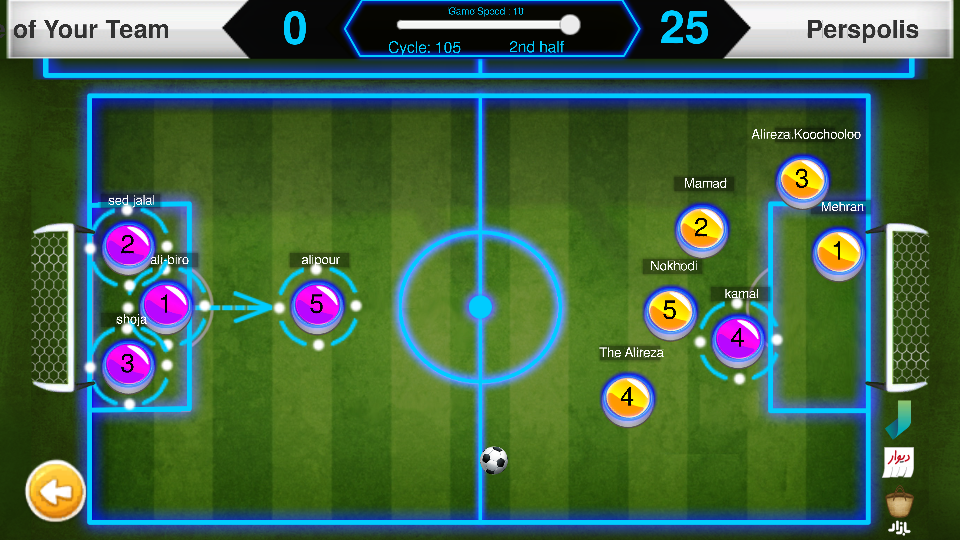 of Your Team
0
Game Speed : 10
Cycle: 105
2nd half
25
Perspolis
Alireza.Koochooloo
3
Mamad
2
Mehran
1
sed jalal
2
ali-biro
1
alipour
5
Nokhodi
5
kamal
4
shoja
3
The Alireza
4
دیوار
بازار